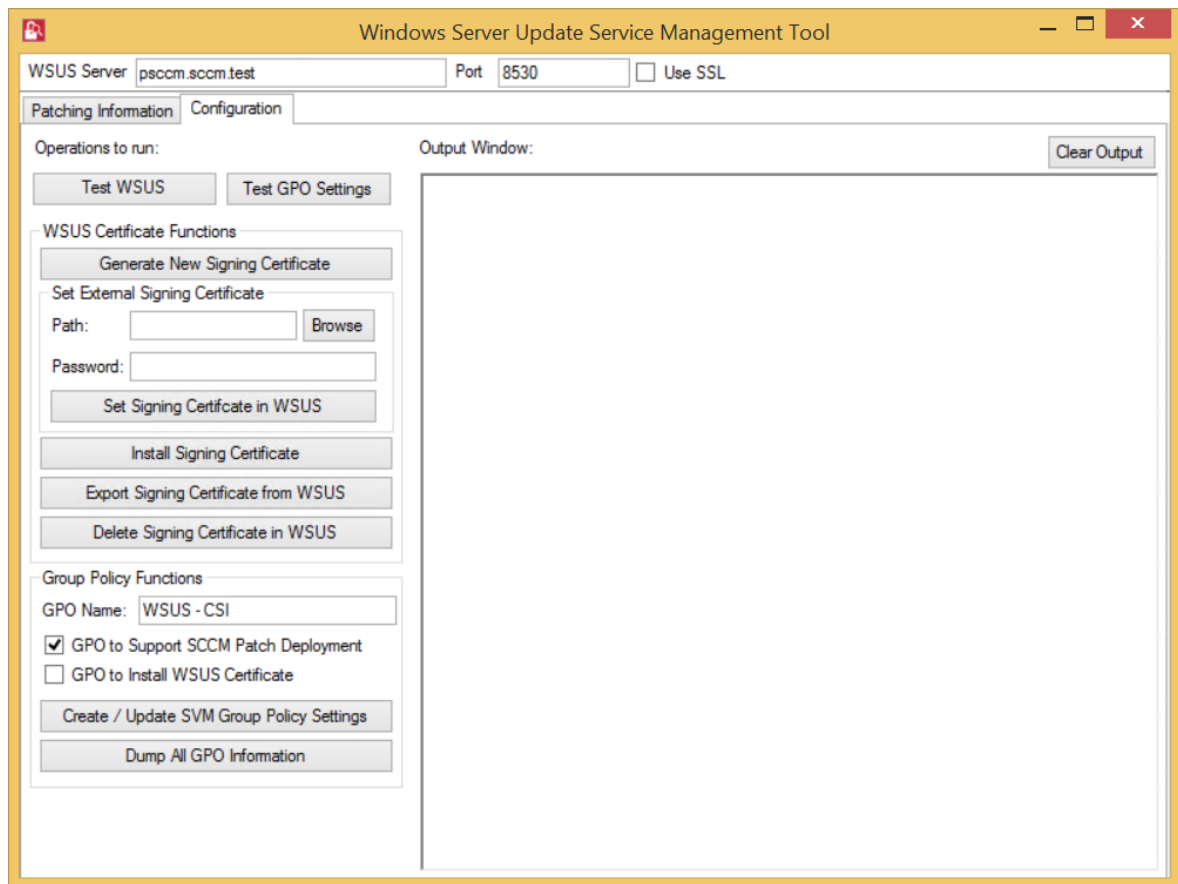 Windows Server Update Service Management Tool
WSUS Server psccm.sccm.test Port 8530 Use SSL
Patching Information Configuration
Operations to run: Output Window: Clear Output
Test WSUS Test GPO Settings
WSUS Certificate Functions
Generate New Signing Certificate
Set External Signing Certificate
Path: Browse
Password:
Set Signing Certifcate in WSUS
Install Signing Certificate
Export Signing Certificate from WSUS
Delete Signing Certificate in WSUS
Group Policy Functions
GPO Name: WSUS - CSI
GPO to Support SCCM Patch Deployment
GPO to Install WSUS Certificate
Create / Update SVM Group Policy Settings
Dump All GPO Information